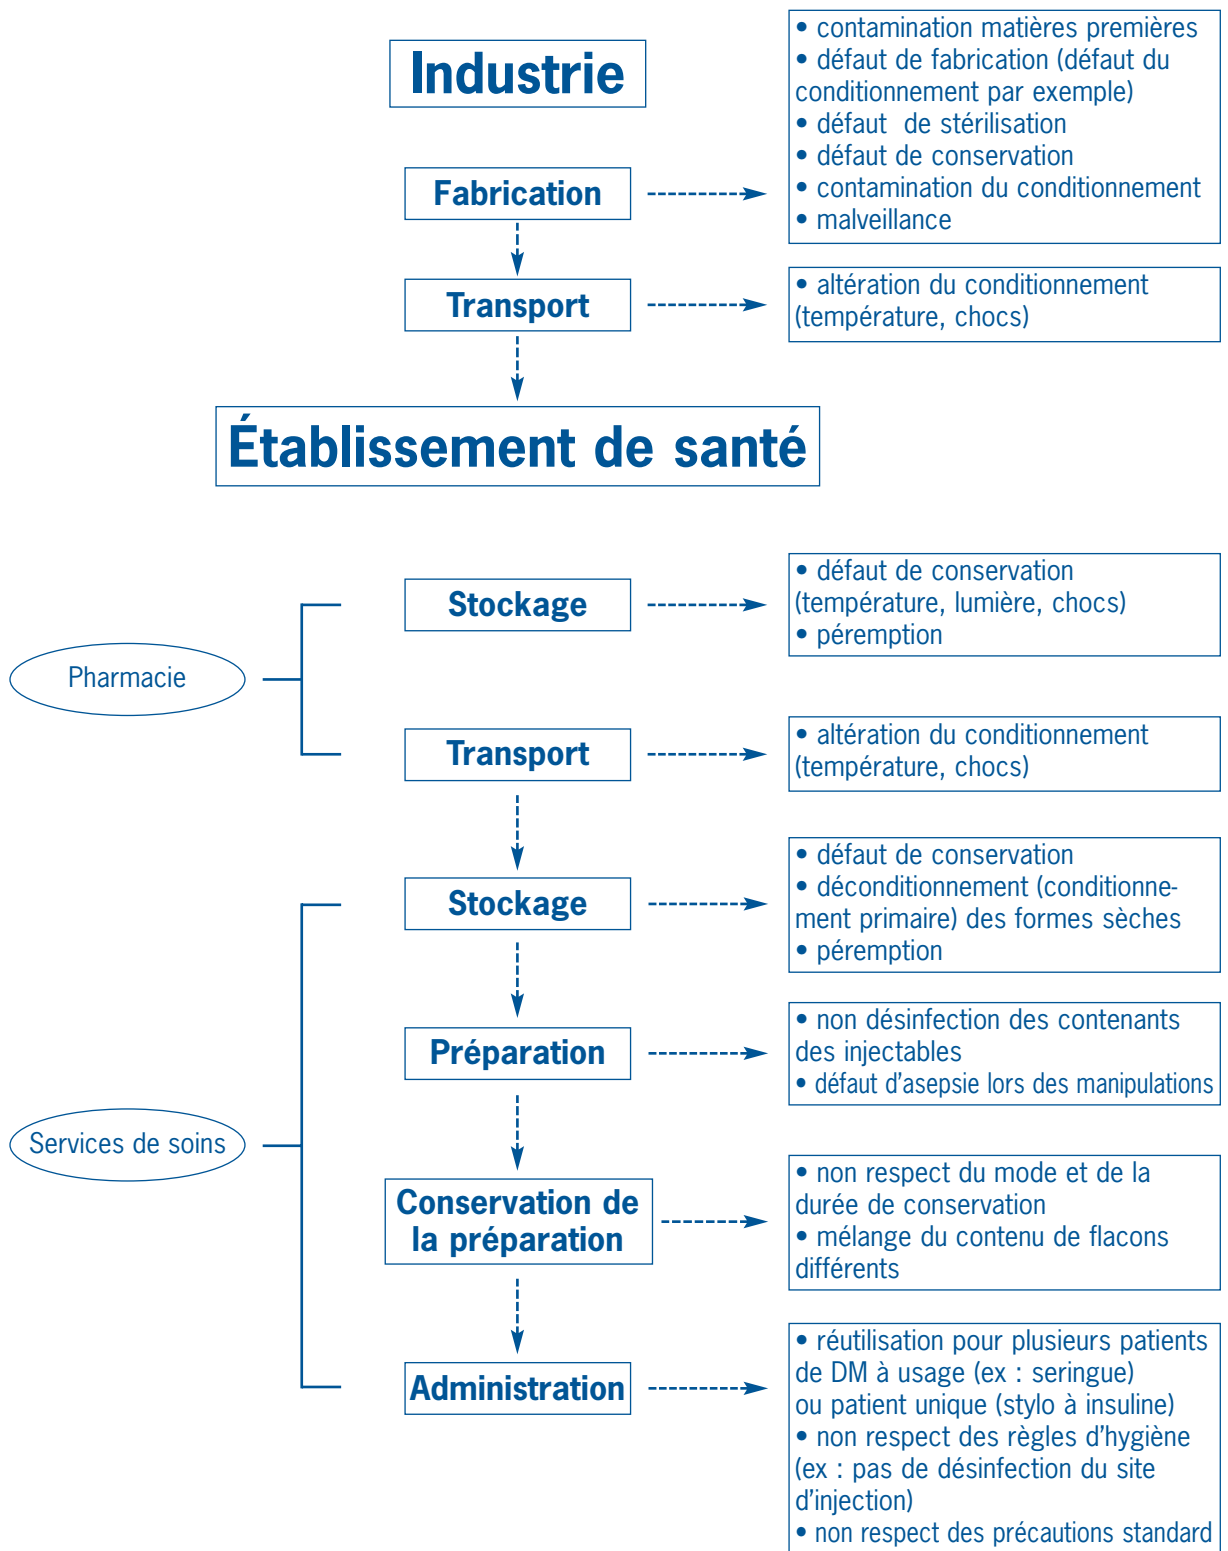 Industrie
• contamination matières premières
• défaut de fabrication (défaut du
conditionnement par exemple)
• défaut de stérilisation
• défaut de conservation
• contamination du conditionnement
• malveillance
Fabrication
Transport
• altération du conditionnement
(température, chocs)
Établissement de santé
Pharmacie
Stockage
• défaut de conservation
(température, lumière, chocs)
• péremption
Transport
• altération du conditionnement
(température, chocs)
Services de soins
Stockage
• défaut de conservation
• déconditionnement (conditionne-
ment primaire) des formes sèches
• péremption
Préparation
• non désinfection des contenants
des injectables
• défaut d'asepsie lors des manipulations
Conservation de
la préparation
• non respect du mode et de la
durée de conservation
• mélange du contenu de flacons
différents
Administration
• réutilisation pour plusieurs patients
de DM à usage (ex : seringue)
ou patient unique (stylo à insuline)
• non respect des règles d'hygiène
(ex : pas de désinfection du site
d'injection)
• non respect des précautions standard